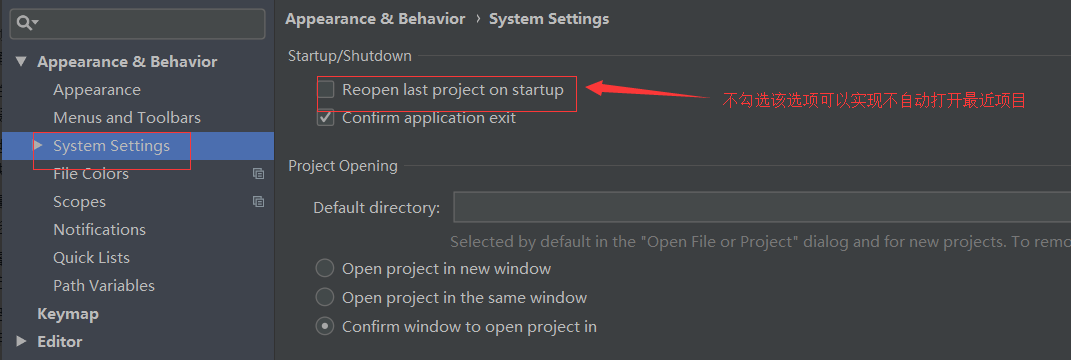 Appearance & Behavior
Appearance
Menus and Toolbars
System Settings
File Colors
Scopes
Notifications
Quick Lists
Path Variables
Keymap
Editor
Appearance & Behavior › System Settings
Startup/Shutdown
Reopen last project on startup
不勾选该选项可以实现不自动打开最近项目
Confirm application exit
Project Opening
Default directory:
Selected by default in the "Open File or Project" dialog and for new projects. To
Open project in new window
Open project in the same window
Confirm window to open project in